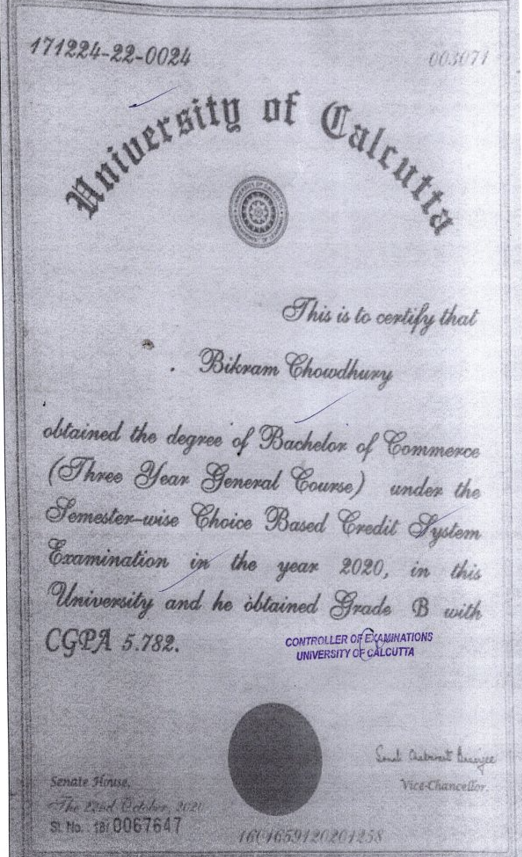 171224-22-0024
003071
University of Calcutta
This is to certify that
Bikram Chowdhury
obtained the degree of Bachelor of Commerce
(Three Year General Course) under the
Semester-wise Choice Based Credit System
Examination in the year 2020, in this
University and he obtained Grade B with
CGPA 5.782.
CONTROLLER OF EXAMINATIONS
UNIVERSITY OF CALCUTTA
Senate House,
The 22nd October, 2020
Vice-Chancellor.
Sl. No. 18/0067647